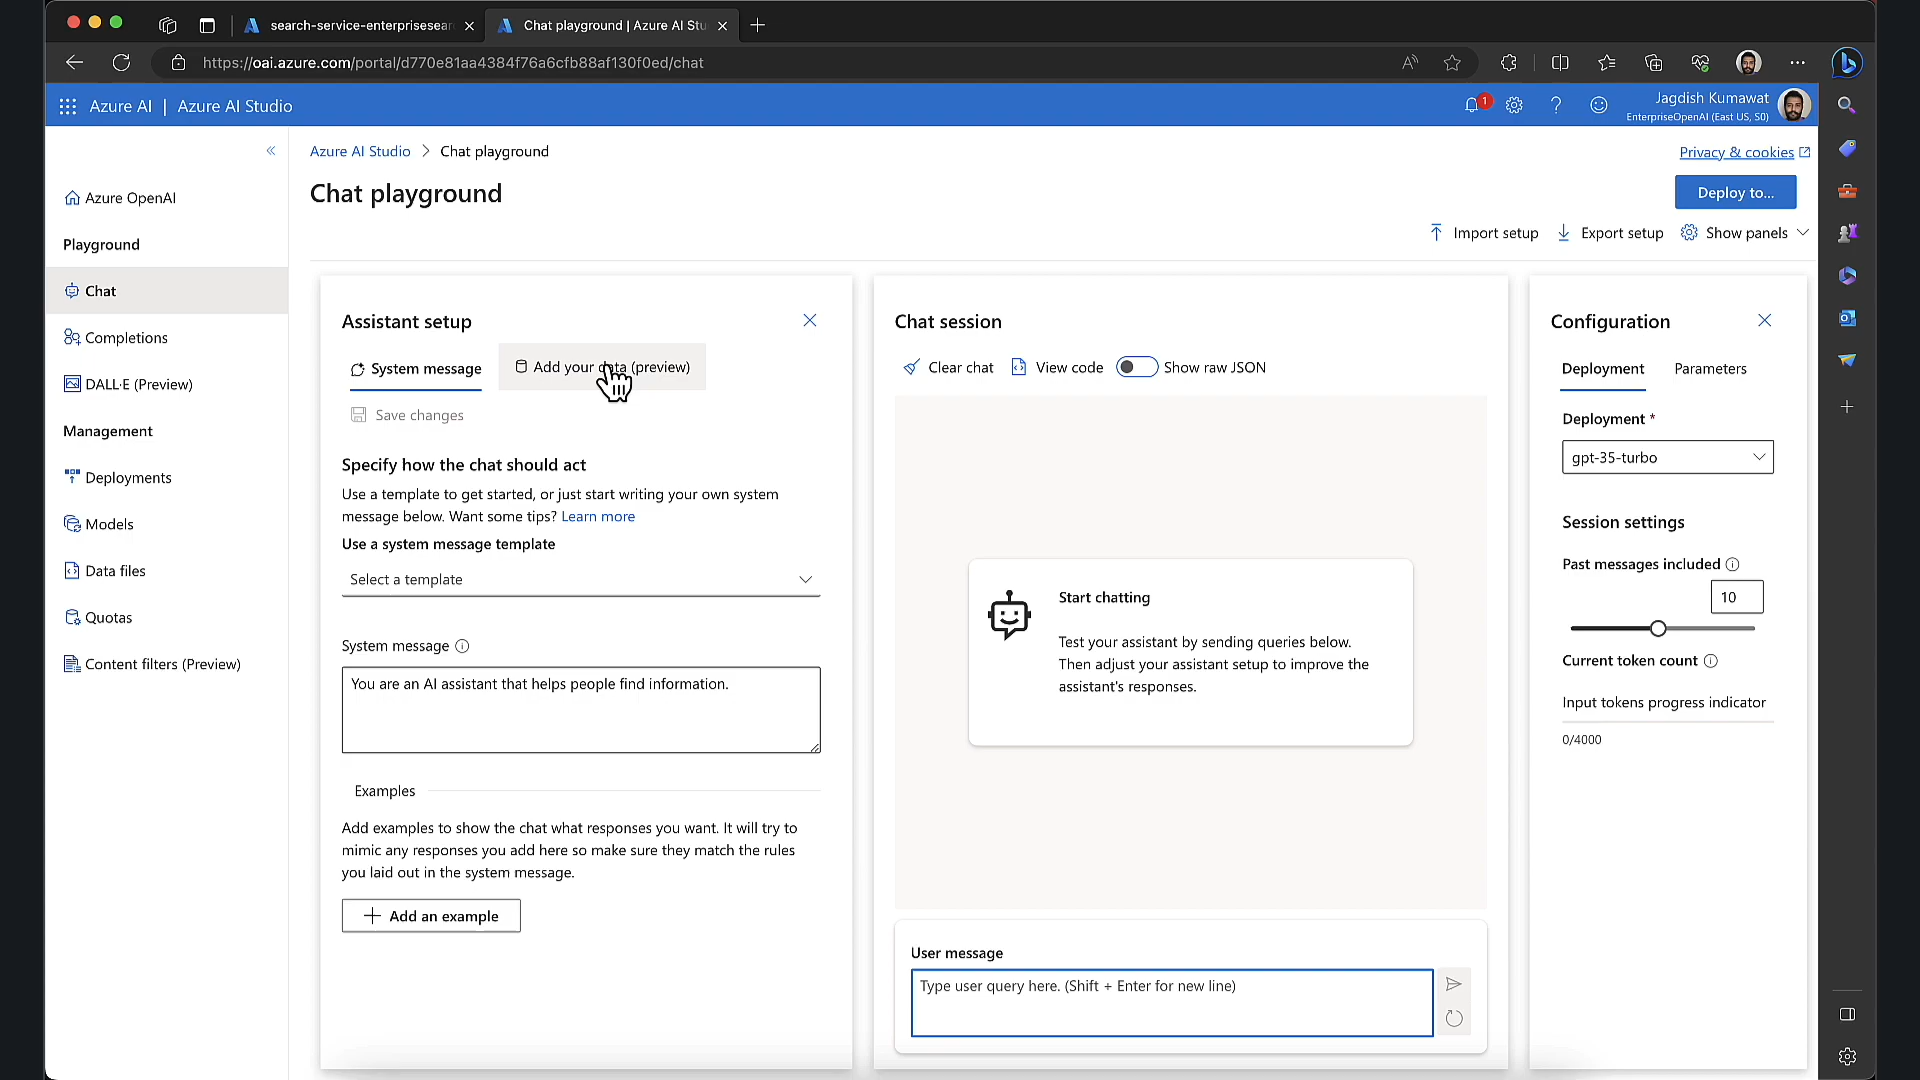 search-service-enterprisesear
Chat playground | Azure AI Stu
https://oai.azure.com/portal/d770e81aa4384f76a6cfb88af130f0ed/chat
Azure AI | Azure AI Studio
1
Jagdish Kumawat
EnterpriseOpenAI (East US, S0)
Azure AI Studio > Chat playground
Privacy & cookies
Chat playground
Deploy to...
Import setup
Export setup
Show panels
Azure OpenAI
Playground
Chat
Completions
DALL·E (Preview)
Management
Deployments
Models
Data files
Quotas
Content filters (Preview)
Assistant setup
System message
Add your data (preview)
Save changes
Specify how the chat should act
Use a template to get started, or just start writing your own system
message below. Want some tips? Learn more
Use a system message template
Select a template
System message
You are an AI assistant that helps people find information.
Examples
Add examples to show the chat what responses you want. It will try to
mimic any responses you add here so make sure they match the rules
you laid out in the system message.
Add an example
Chat session
Clear chat
View code
Show raw JSON
Start chatting
Test your assistant by sending queries below.
Then adjust your assistant setup to improve the
assistant's responses.
User message
Type user query here. (Shift + Enter for new line)
Configuration
Deployment
Parameters
Deployment *
gpt-35-turbo
Session settings
Past messages included
10
Current token count
Input tokens progress indicator
0/4000